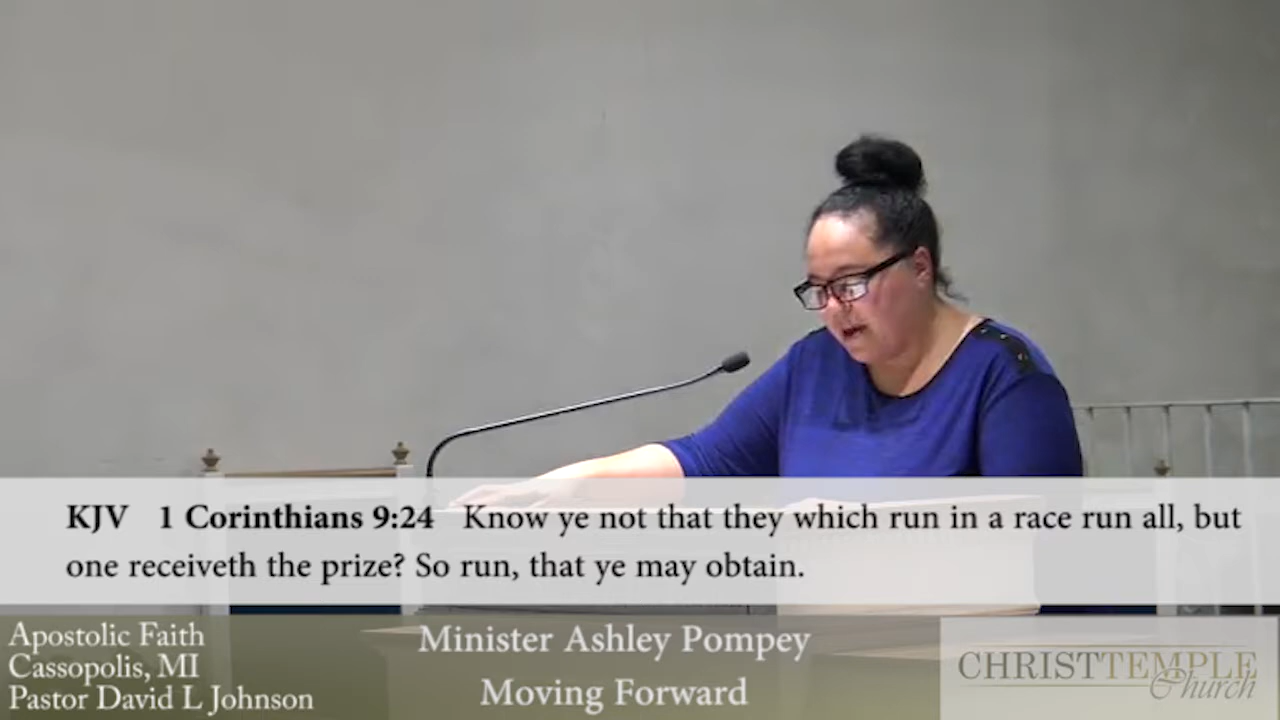 KJV 1 Corinthians 9:24 Know ye not that they which run in a race run all, but
one receiveth the prize? So run, that ye may obtain.
Apostolic Faith
Cassopolis, MI
Pastor David L Johnson
Minister Ashley Pompey
Moving Forward
CHRISTTEMPLE
Church